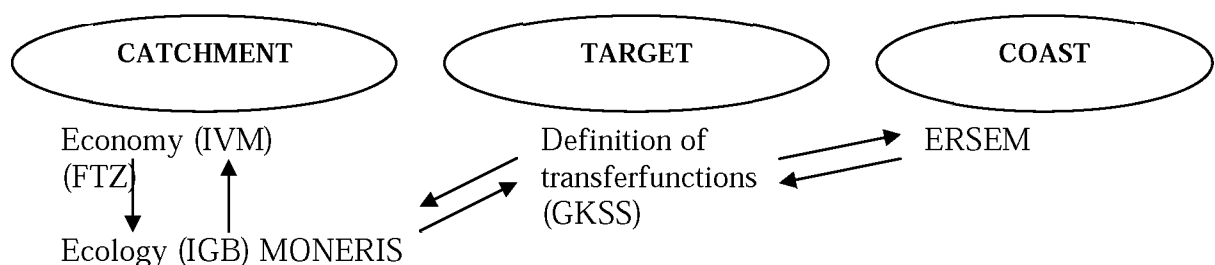 CATCHMENT
TARGET
COAST
Economy (IVM)
(FTZ)
Ecology (IGB) MONERIS
Definition of
transferfunctions
(GKSS)
ERSEM